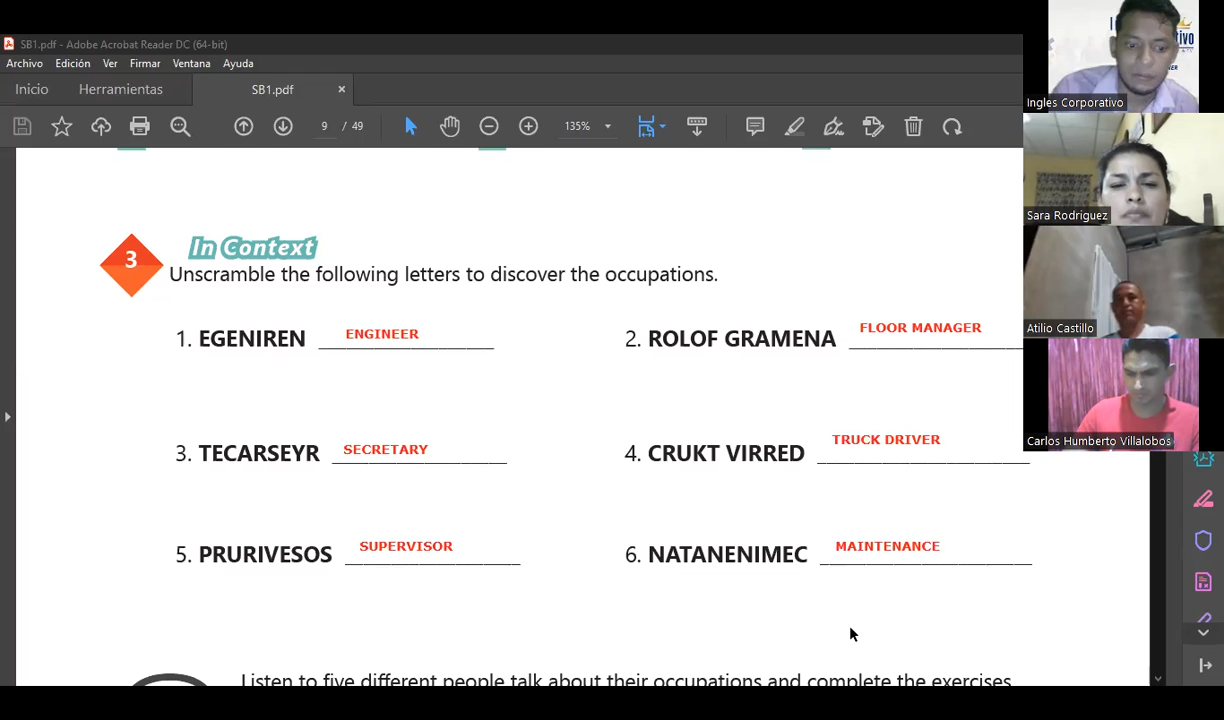 SB1.pdf - Adobe Acrobat Reader DC (64-bit)
Archivo Edición Ver Firmar Ventana Ayuda
Inicio Herramientas SB1.pdf ×
9 / 49 135%
3 In Context
Unscramble the following letters to discover the occupations.
1. EGENIREN ENGINEER
2. ROLOF GRAMENA FLOOR MANAGER
3. TECARSEYR SECRETARY
4. CRUKT VIRRED TRUCK DRIVER
5. PRURIVESOS SUPERVISOR
6. NATANENIMEC MAINTENANCE
Listen to five different people talk about their occupations and complete the exercises
Ingles Corporativo
Sara Rodriguez
Atilio Castillo
Carlos Humberto Villalobos